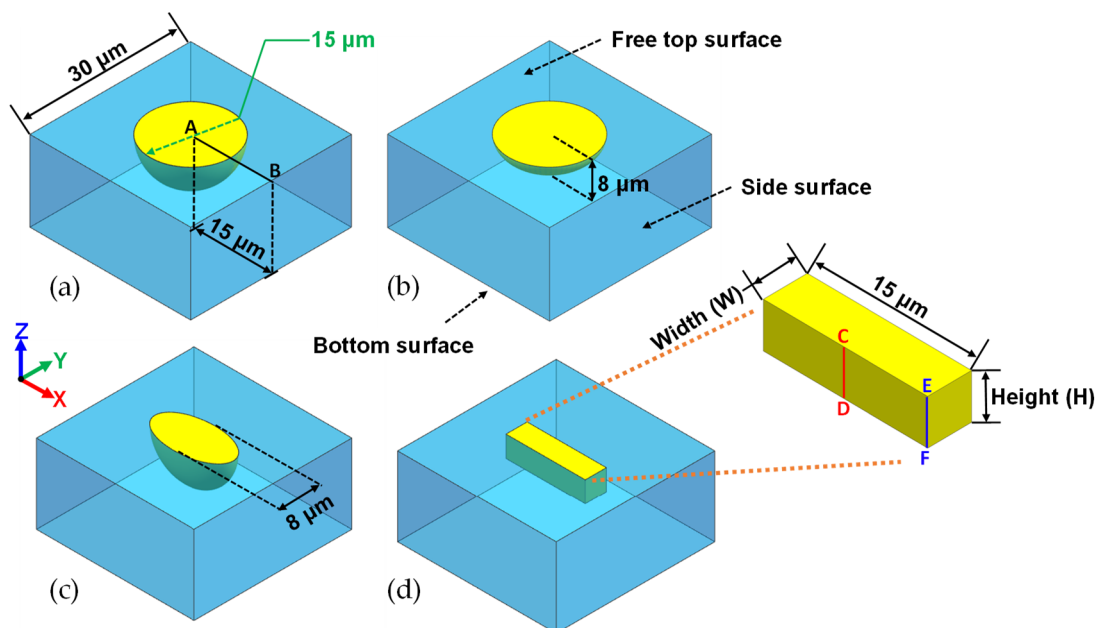 30 μm
15 μm
A
B
15 μm
(a)
Free top surface
8 μm
Side surface
(b)
Bottom surface
Z
Y
X
8 μm
(c)
(d)
Width (W)
15 μm
C
D
E
F
Height (H)